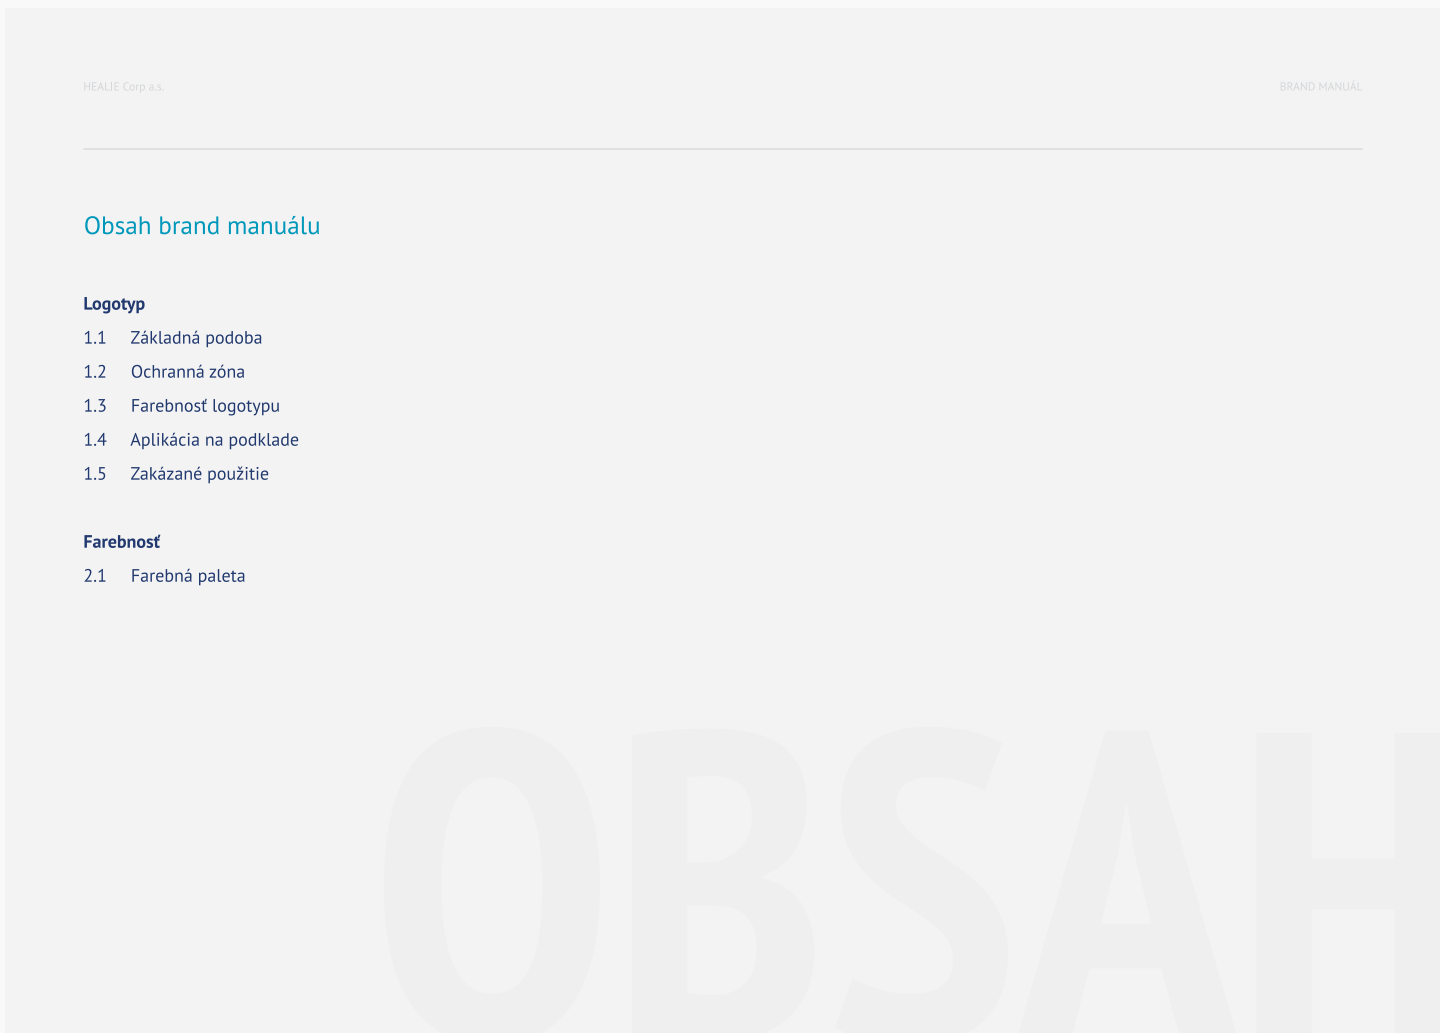 HEALIE Corp a.s.
BRAND MANUÁL
Obsah brand manuálu
Logotyp
1.1 Základná podoba
1.2 Ochranná zóna
1.3 Farebnosť logotypu
1.4 Aplikácia na podklade
1.5 Zakázané použitie
Farebnosť
2.1 Farebná paleta
OBSAH